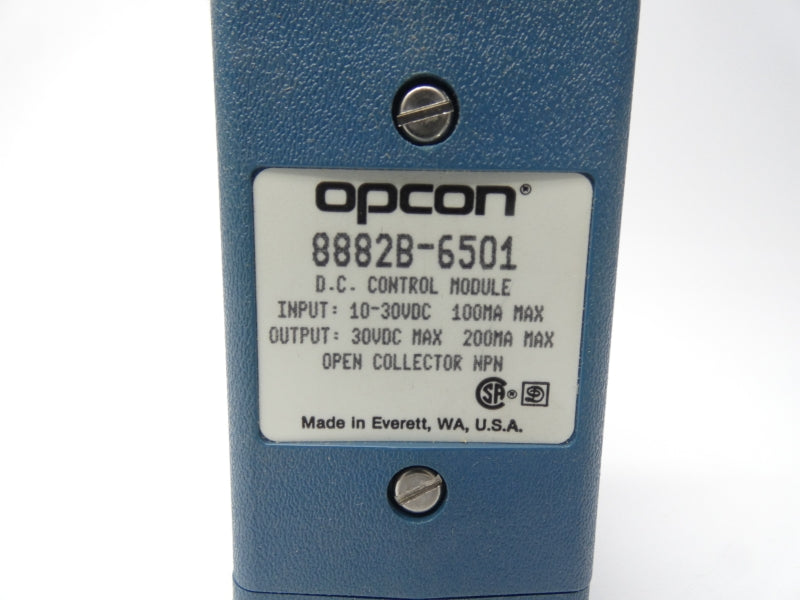 opcon®
8882B-6501
D.C. CONTROL MODULE
INPUT: 10-30VDC 100MA MAX
OUTPUT: 30VDC MAX 200MA MAX
OPEN COLLECTOR NPN
SA®
Made in Everett, WA, U.S.A.